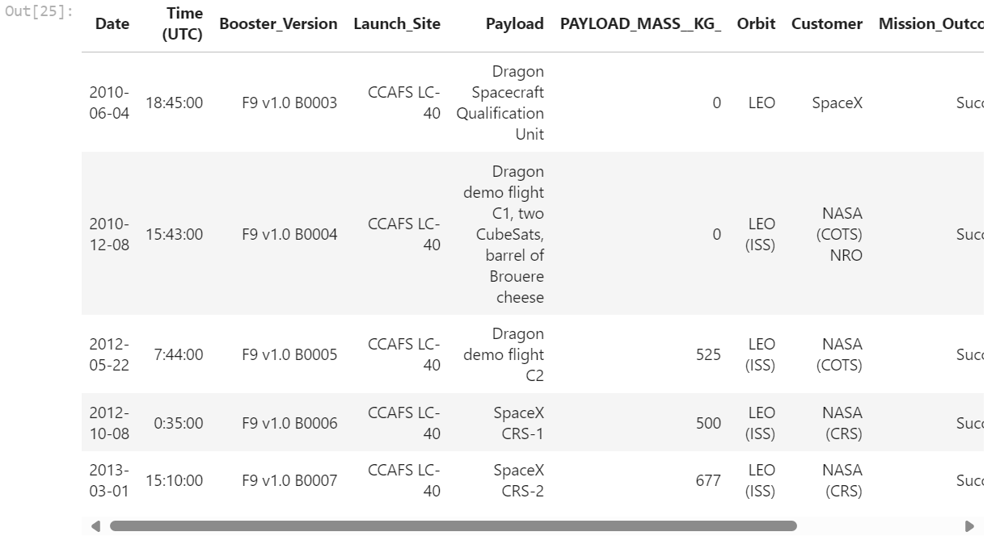 Out[25]:
Date Time (UTC) Booster_Version Launch_Site Payload PAYLOAD_MASS__KG_ Orbit Customer Mission_Outco
2010-06-04 18:45:00 F9 v1.0 B0003 CCAFS LC-40 Dragon Spacecraft Qualification Unit 0 LEO SpaceX Succ
2010-12-08 15:43:00 F9 v1.0 B0004 CCAFS LC-40 Dragon demo flight C1, two CubeSats, barrel of Brouere cheese 0 LEO (ISS) NASA (COTS) NRO Succ
2012-05-22 7:44:00 F9 v1.0 B0005 CCAFS LC-40 Dragon demo flight C2 525 LEO (ISS) NASA (COTS) Succ
2012-10-08 0:35:00 F9 v1.0 B0006 CCAFS LC-40 SpaceX CRS-1 500 LEO (ISS) NASA (CRS) Succ
2013-03-01 15:10:00 F9 v1.0 B0007 CCAFS LC-40 SpaceX CRS-2 677 LEO (ISS) NASA (CRS) Succ